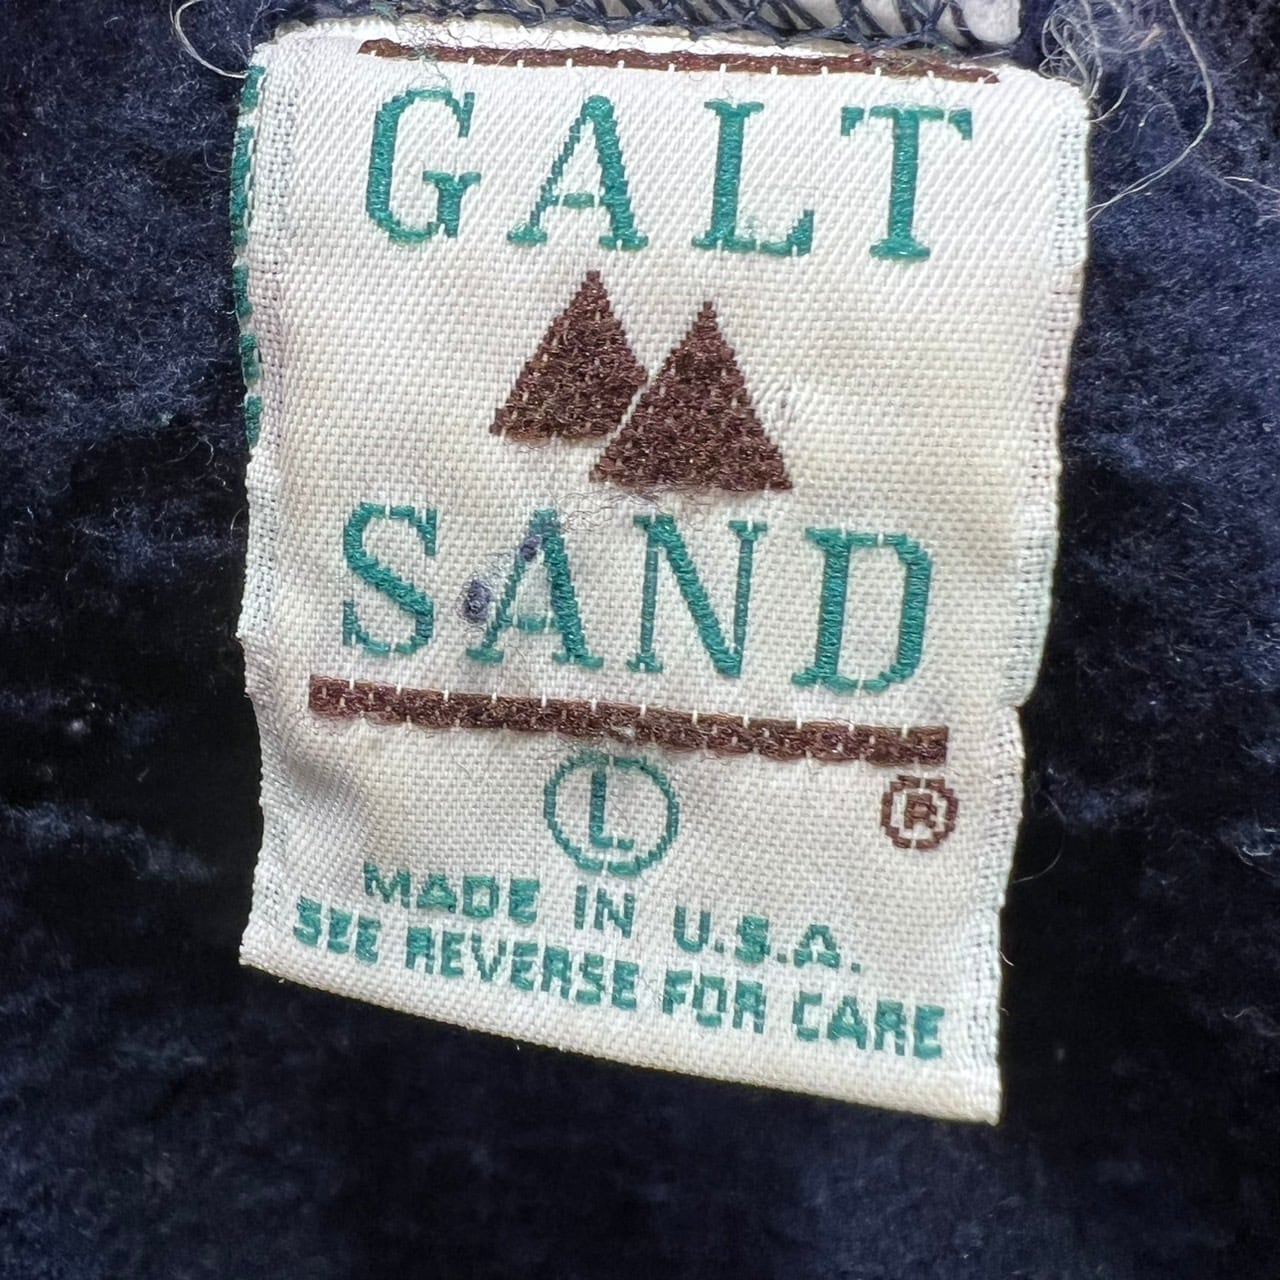 GALT
SAND
L
®
MADE IN U.S.A.
SEE REVERSE FOR CARE